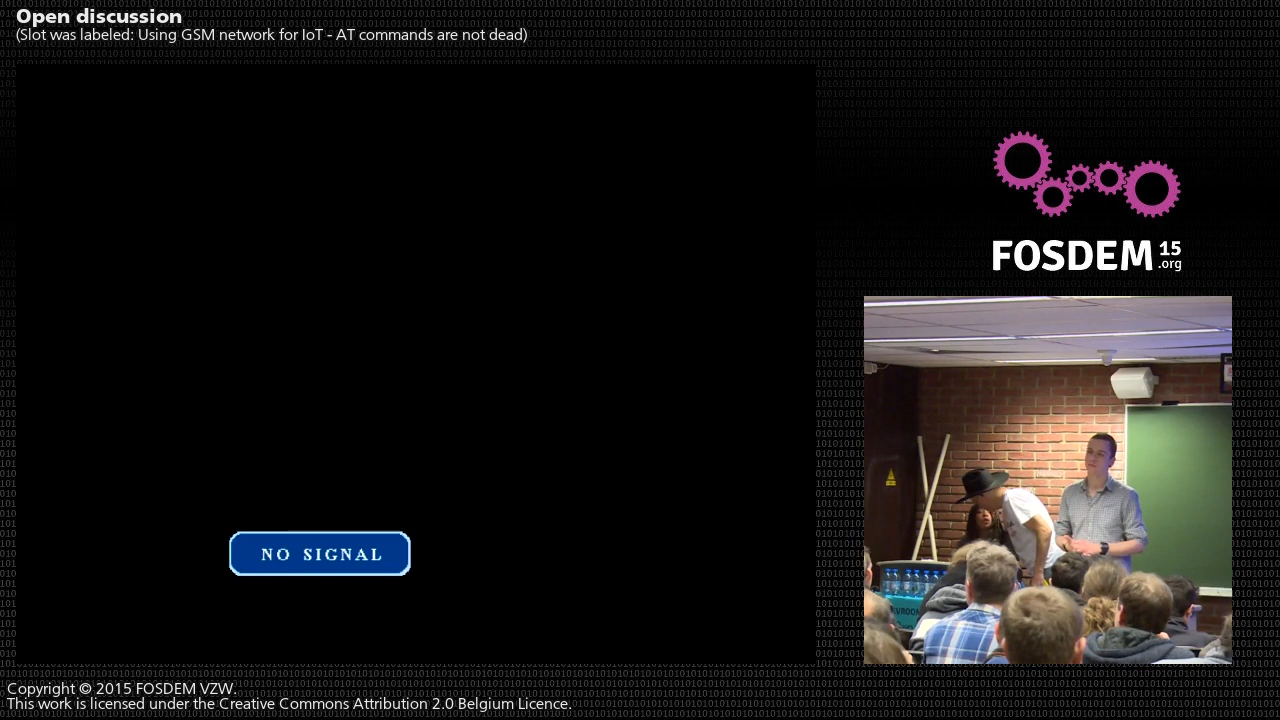 Open discussion
(Slot was labeled: Using GSM network for IoT - AT commands are not dead)
FOSDEM 15
.org
NO SIGNAL
Copyright © 2015 FOSDEM VZW.
This work is licensed under the Creative Commons Attribution 2.0 Belgium Licence.